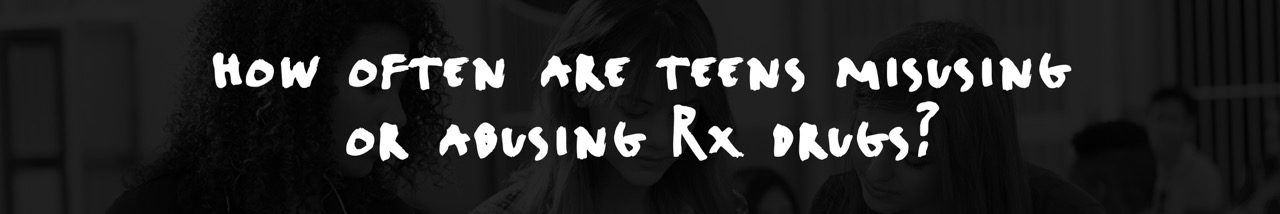 How often are teens misusing
or abusing Rx drugs?